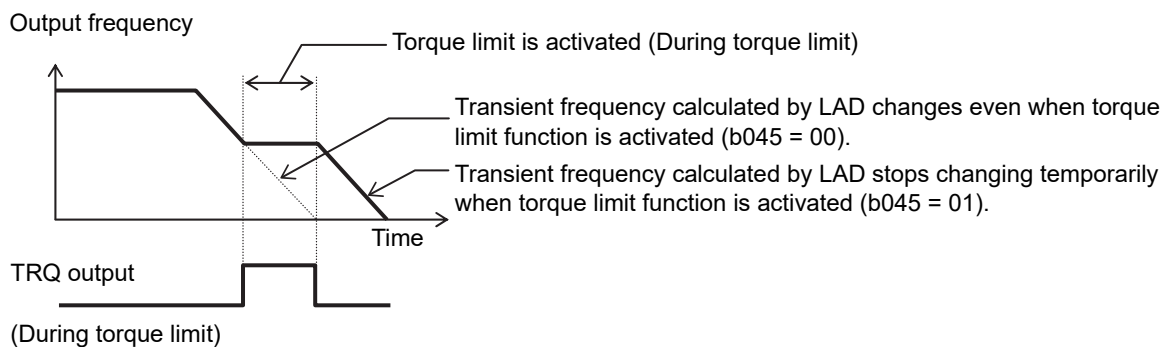 Output frequency
Torque limit is activated (During torque limit)
Transient frequency calculated by LAD changes even when torque
limit function is activated (b045 = 00).
Transient frequency calculated by LAD stops changing temporarily
when torque limit function is activated (b045 = 01).
Time
TRQ output
(During torque limit)